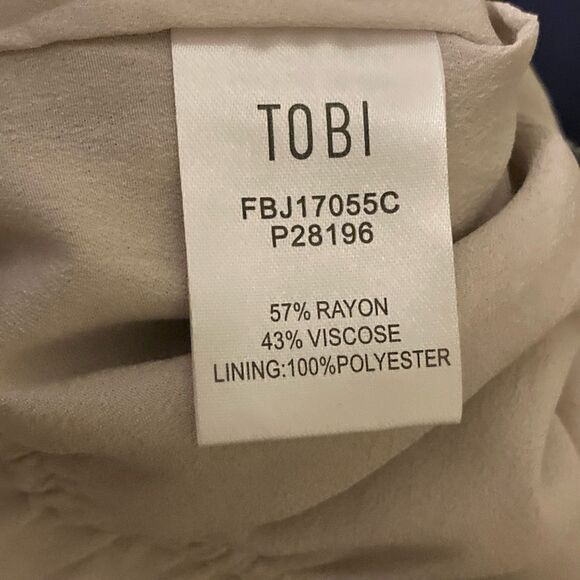 TOBI
FBJ17055C
P28196
57% RAYON
43% VISCOSE
LINING:100%POLYESTER